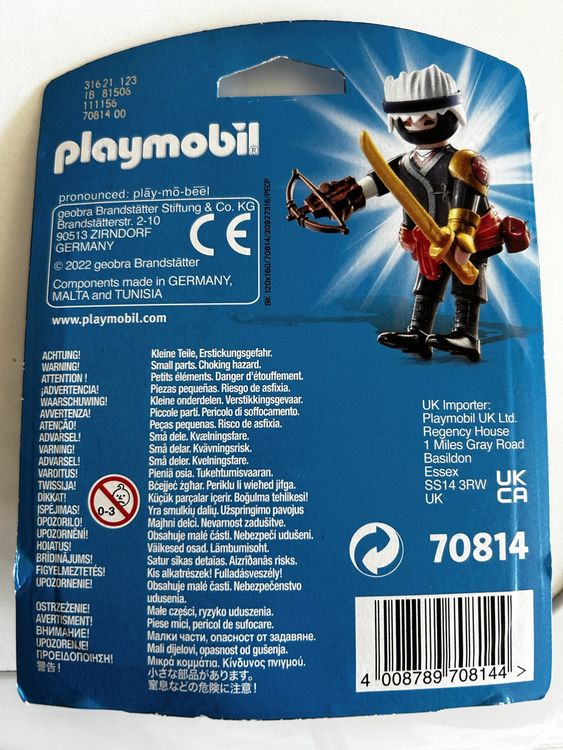 31621 123
IB 81506
111156
70814 00
playmobil®
pronounced: plāy-mō-bēēl
geobra Brandstätter Stiftung & Co. KG
Brandstätterstr. 2-10
90513 ZIRNDORF
GERMANY
CE
© 2022 geobra Brandstätter
Components made in GERMANY,
MALTA and TUNISIA
BK 120x160/70814/30927316/PECP
www.playmobil.com
ACHTUNG! Kleine Teile, Erstickungsgefahr.
WARNING! Small parts. Choking hazard.
ATTENTION ! Petits éléments. Danger d'étouffement.
¡ADVERTENCIA! Piezas pequeñas. Riesgo de asfixia.
WAARSCHUWING! Kleine onderdelen. Verstikkingsgevaar.
AVVERTENZA! Piccole parti. Pericolo di soffocamento.
ATENÇÃO! Peças pequenas. Risco de asfixia.
ADVARSEL! Små dele. Kvælningsfare.
VARNING! Små delar. Kvävningsrisk.
ADVARSEL! Små deler. Kvelningsfare.
VAROITUS! Pieniä osia. Tukehtumisvaaran.
TWISSIJA! Bċejjeċ żgħar. Periklu li wieħed jifga.
DİKKAT! Küçük parçalar içerir. Boğulma tehlikesi!
ĮSPĖJIMAS! Yra smulkių dalių. Užspringimo pavojus
OPOZORILO! Majhni delci. Nevarnost zadušitve.
UPOZORNĚNÍ! Obsahuje malé části. Nebezpečí udušení.
HOIATUS! Väikesed osad. Lämbumisoht.
BRĪDINĀJUMS! Satur sīkas detaļas. Aizrīšanās risks.
FIGYELMEZTETÉS! Kis alkatrészek! Fulladásveszély!
UPOZORNENIE! Obsahuje malé časti. Nebezpečenstvo
udusenia.
OSTRZEŻENIE! Małe części, ryzyko uduszenia.
AVERTISMENT! Piese mici, pericol de sufocare.
ВНИМАНИЕ! Малки части, опасност от задавяне.
UPOZORENJE! Mali dijelovi, opasnost od gušenja.
ΠΡΟΕΙΔΟΠΟΙΗΣΗ! Μικρά κομμάτια. Κίνδυνος πνιγμού.
警告! 小さな部品があります。
窒息などの危険に注意!
0-3
UK Importer:
Playmobil UK Ltd.
Regency House
1 Miles Gray Road
Basildon
Essex
SS14 3RW
UK
UK
CA
70814
4 008789 708144 >